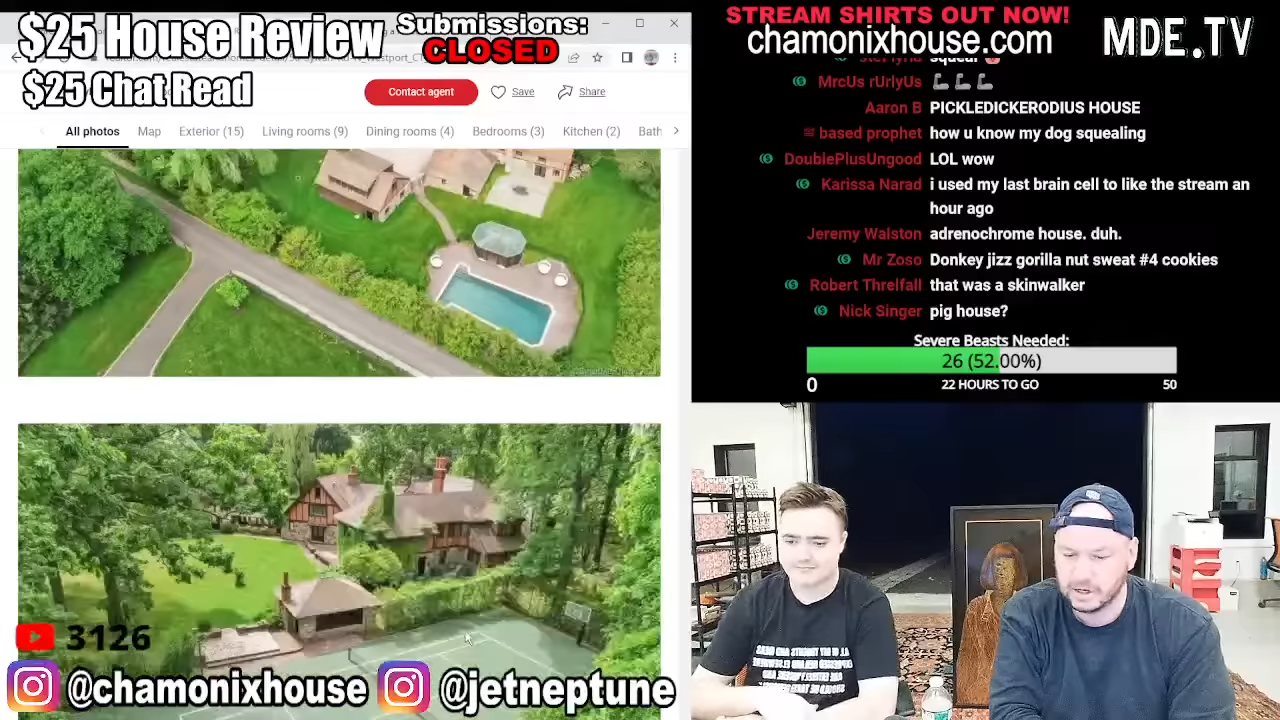 $25 House Review
Submissions:
CLOSED
$25 Chat Read
Contact agent
Save
Share
All photos
Map
Exterior (15)
Living rooms (9)
Dining rooms (4)
Bedrooms (3)
Kitchen (2)
Bath
3126
@chamonixhouse
@jetneptune
STREAM SHIRTS OUT NOW!
chamonixhouse.com
MDE.TV
squeal
MrcUs rUrlyUs
Aaron B PICKLEDICKERODIUS HOUSE
based prophet how u know my dog squealing
DoublePlusUngood LOL wow
Karissa Narad i used my last brain cell to like the stream an
hour ago
Jeremy Walston adrenochrome house. duh.
Mr Zoso Donkey jizz gorilla nut sweat #4 cookies
Robert Threlfall that was a skinwalker
Nick Singer pig house?
Severe Beasts Needed:
26 (52.00%)
0
22 HOURS TO GO
50